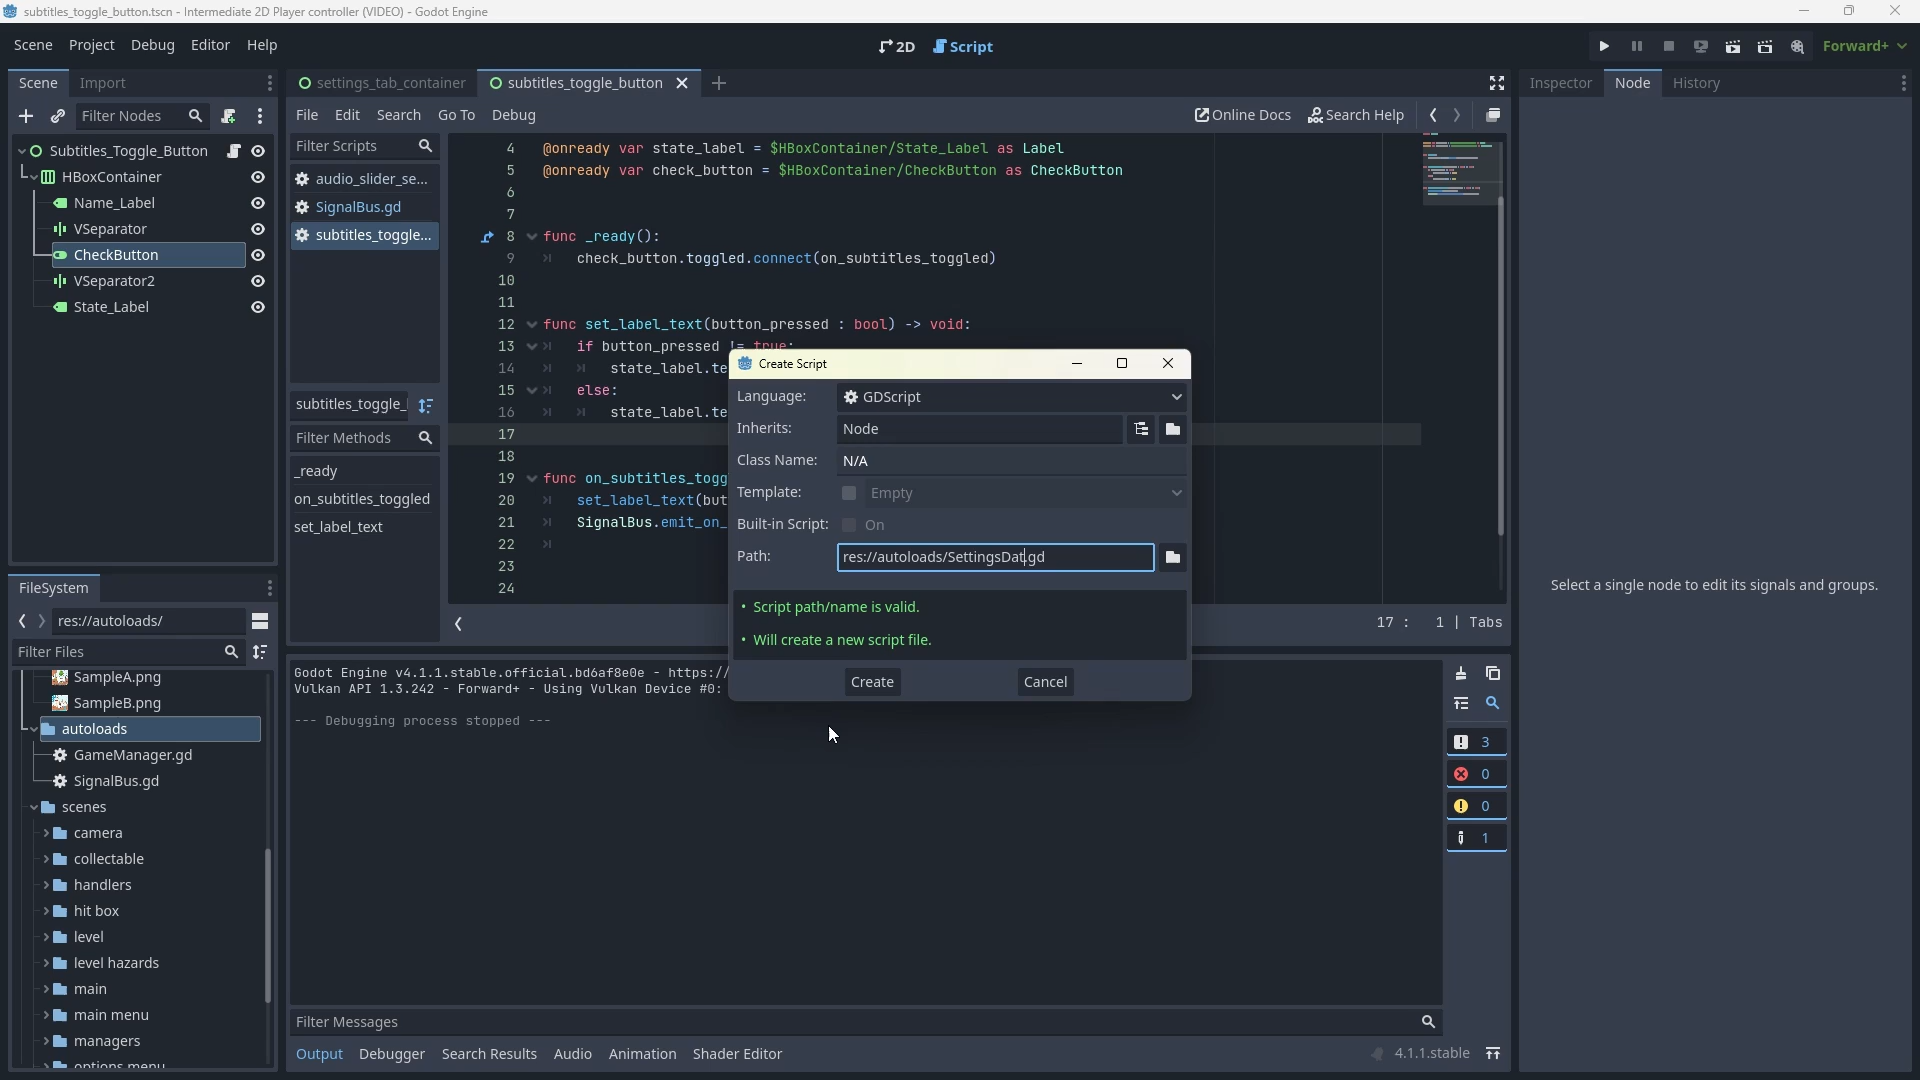 subtitles_toggle_button.tscn - Intermediate 2D Player controller (VIDEO) - Godot Engine
Scene Project Debug Editor Help
2D Script
Forward+
Scene Import
Filter Nodes
Subtitles_Toggle_Button
HBoxContainer
Name_Label
VSeparator
CheckButton
VSeparator2
State_Label
FileSystem
res://autoloads/
Filter Files
SampleA.png
SampleB.png
autoloads
GameManager.gd
SignalBus.gd
scenes
camera
collectable
handlers
hit box
level
level hazards
main
main menu
managers
options menu
settings_tab_container subtitles_toggle_button
File Edit Search Go To Debug
Online Docs Search Help
Filter Scripts
audio_slider_se...
SignalBus.gd
subtitles_toggle...
subtitles_toggle_
Filter Methods
_ready
on_subtitles_toggled
set_label_text
4 @onready var state_label = $HBoxContainer/State_Label as Label
5 @onready var check_button = $HBoxContainer/CheckButton as CheckButton
6
7
8 func _ready():
9 check_button.toggled.connect(on_subtitles_toggled)
10
11
12 func set_label_text(button_pressed : bool) -> void:
13 if button_pressed != true:
14 state_label.te
15 else:
16 state_label.te
17
18
19 func on_subtitles_togg
20 set_label_text(but
21 SignalBus.emit_on_
22
23
24
17 : 1 | Tabs
Create Script
Language: GDScript
Inherits: Node
Class Name: N/A
Template: Empty
Built-in Script: On
Path: res://autoloads/SettingsDat.gd
• Script path/name is valid.
• Will create a new script file.
Create Cancel
Godot Engine v4.1.1.stable.official.bd6af8e0e - https://
Vulkan API 1.3.242 - Forward+ - Using Vulkan Device #0:
--- Debugging process stopped ---
3
0
0
1
Filter Messages
Output Debugger Search Results Audio Animation Shader Editor
4.1.1.stable
Inspector Node History
Select a single node to edit its signals and groups.